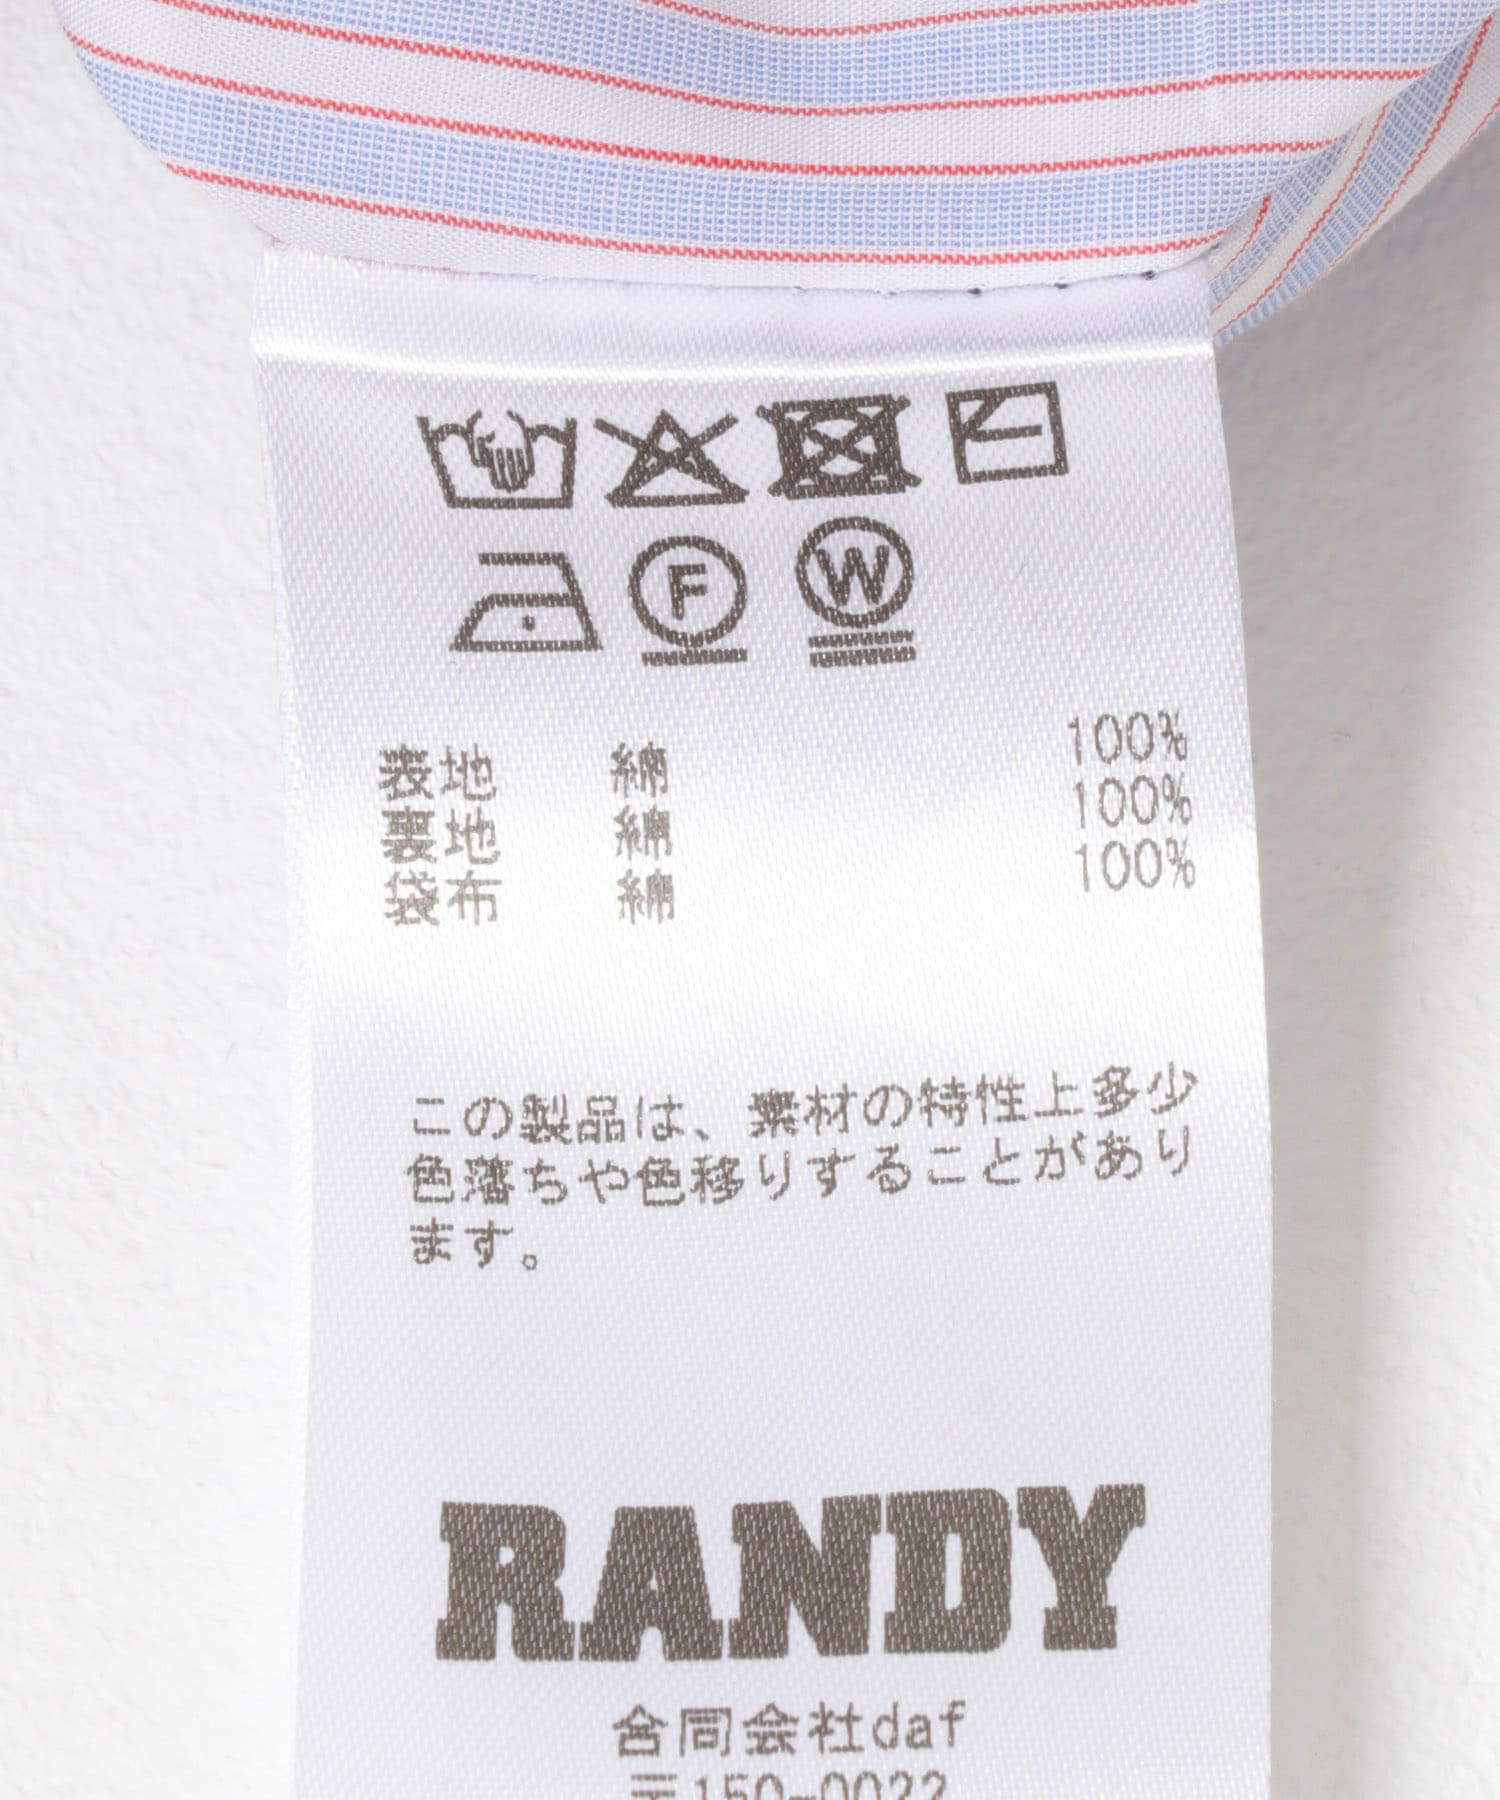 F W
表地 綿 100%
裏地 綿 100%
袋布 綿 100%
この製品は、素材の特性上多少
色落ちや色移りすることがあり
ます。
RANDY
合同会社daf
〒150-0022